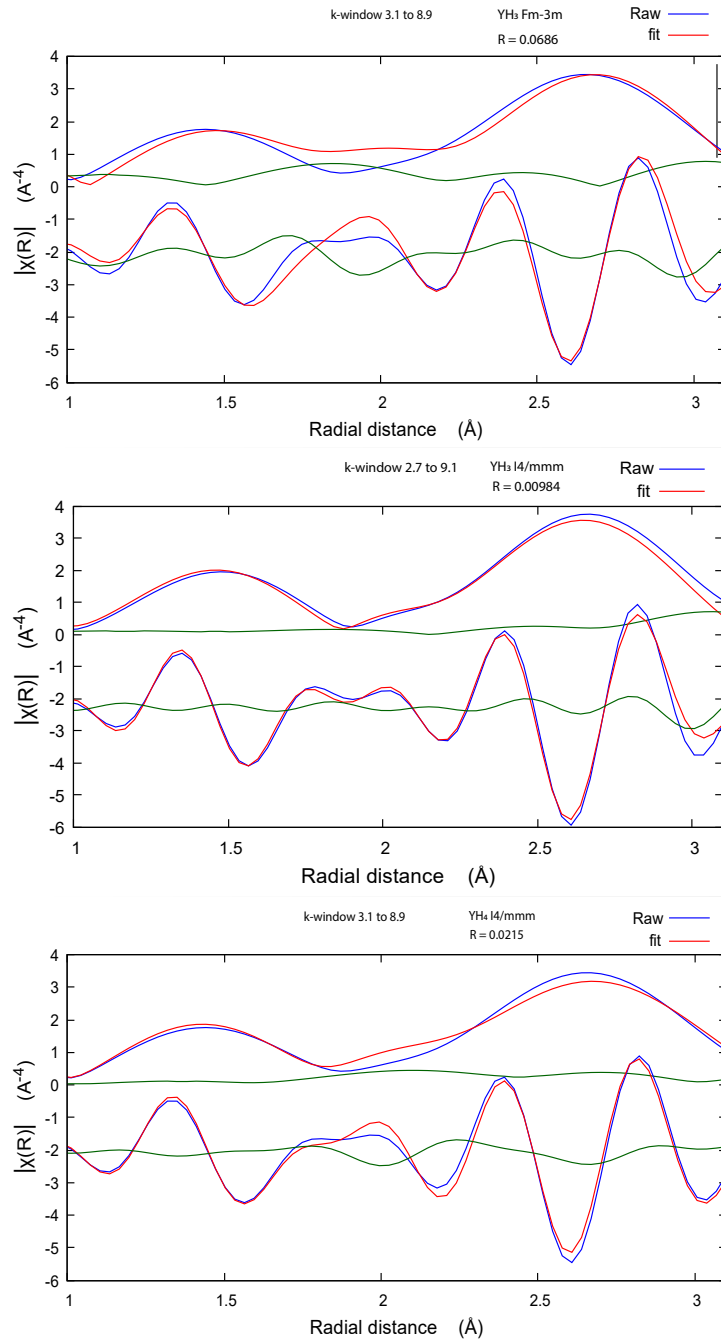 k-window 3.1 to 8.9 YH₃ Fm-3m Raw
R = 0.0686 fit
4
3
2
1
0
-1
-2
-3
-4
-5
-6
|χ(R)| (A⁻⁴)
1 1.5 2 2.5 3
Radial distance (Å)
k-window 2.7 to 9.1 YH₃ I4/mmm Raw
R = 0.00984 fit
4
3
2
1
0
-1
-2
-3
-4
-5
-6
|χ(R)| (A⁻⁴)
1 1.5 2 2.5 3
Radial distance (Å)
k-window 3.1 to 8.9 YH₄ I4/mmm Raw
R = 0.0215 fit
4
3
2
1
0
-1
-2
-3
-4
-5
-6
|χ(R)| (A⁻⁴)
1 1.5 2 2.5 3
Radial distance (Å)